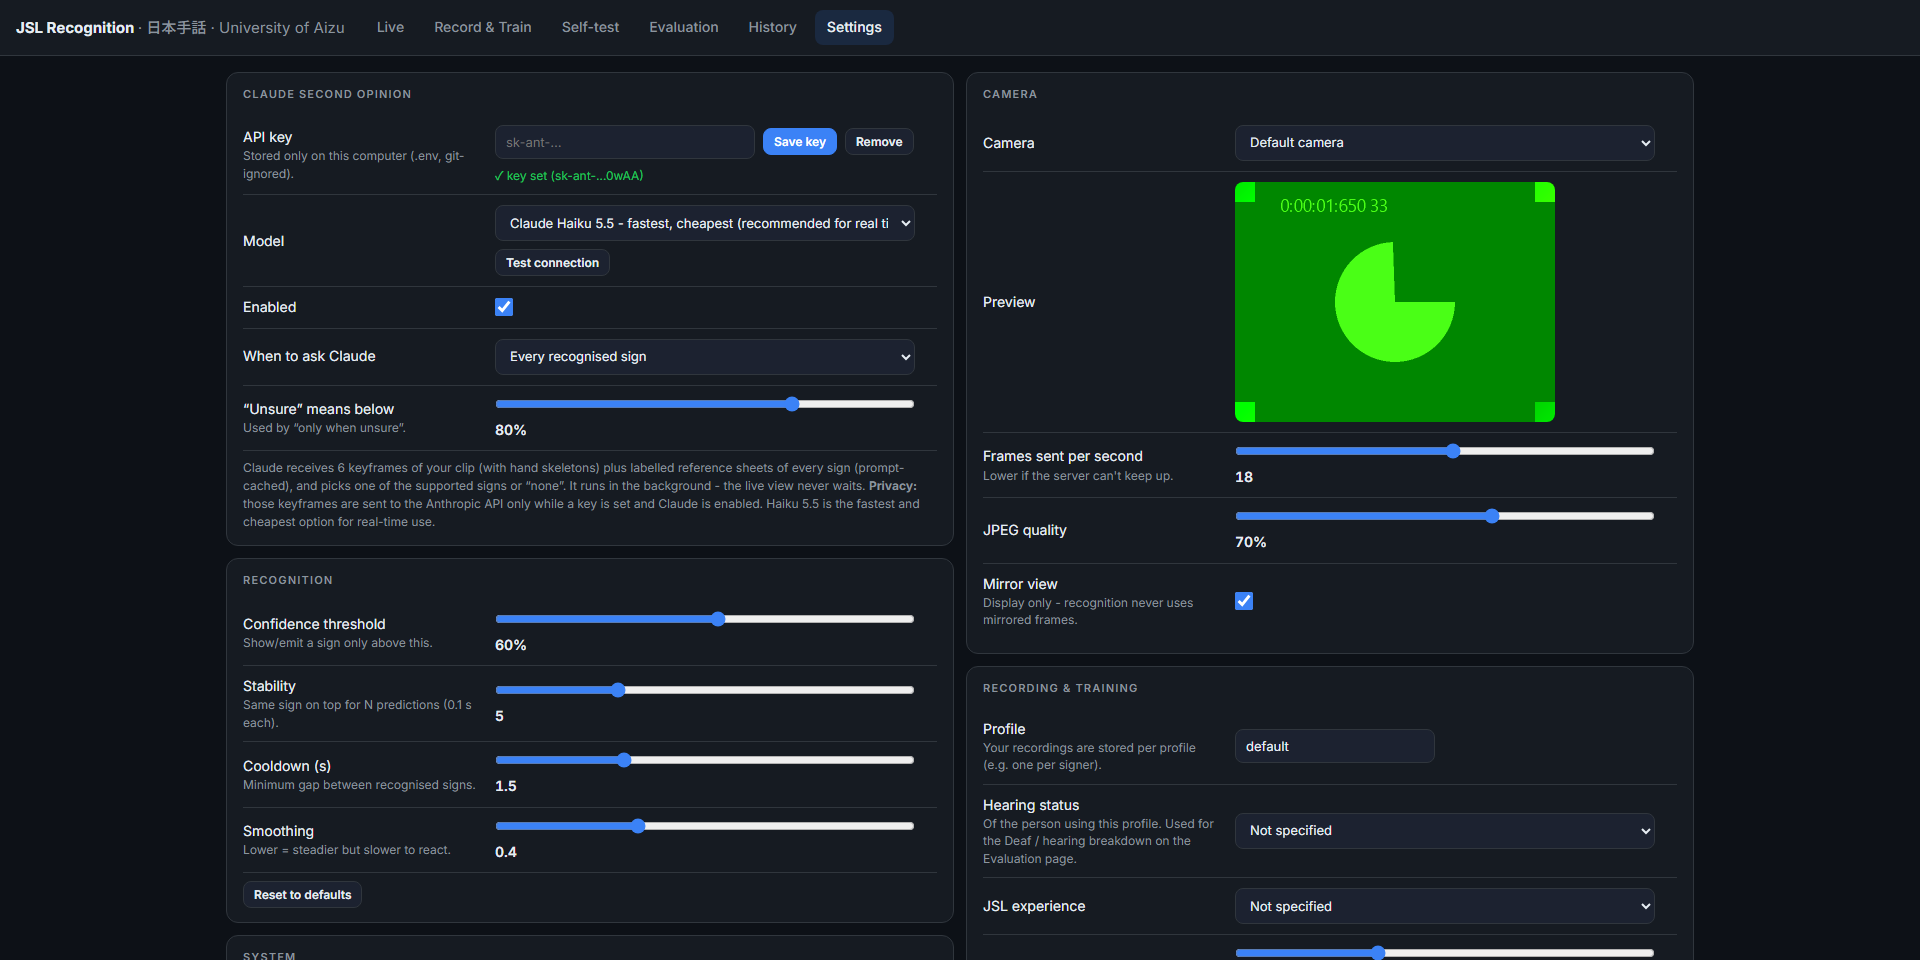 JSL Recognition · 日本手話 · University of Aizu
Live
Record & Train
Self-test
Evaluation
History
Settings
CLAUDE SECOND OPINION
API key
Stored only on this computer (.env, git-
ignored).
sk-ant-...
Save key
Remove
✓ key set (sk-ant-...0wAA)
Model
Claude Haiku 5.5 - fastest, cheapest (recommended for real ti
Test connection
Enabled
When to ask Claude
Every recognised sign
“Unsure” means below
Used by “only when unsure”.
80%
Claude receives 6 keyframes of your clip (with hand skeletons) plus labelled reference sheets of every sign (prompt-
cached), and picks one of the supported signs or “none”. It runs in the background - the live view never waits. Privacy:
those keyframes are sent to the Anthropic API only while a key is set and Claude is enabled. Haiku 5.5 is the fastest and
cheapest option for real-time use.
RECOGNITION
Confidence threshold
Show/emit a sign only above this.
60%
Stability
Same sign on top for N predictions (0.1 s
each).
5
Cooldown (s)
Minimum gap between recognised signs.
1.5
Smoothing
Lower = steadier but slower to react.
0.4
Reset to defaults
SYSTEM
CAMERA
Camera
Default camera
Preview
0:00:01:650 33
Frames sent per second
Lower if the server can't keep up.
18
JPEG quality
70%
Mirror view
Display only - recognition never uses
mirrored frames.
RECORDING & TRAINING
Profile
Your recordings are stored per profile
(e.g. one per signer).
default
Hearing status
Of the person using this profile. Used for
the Deaf / hearing breakdown on the
Evaluation page.
Not specified
JSL experience
Not specified